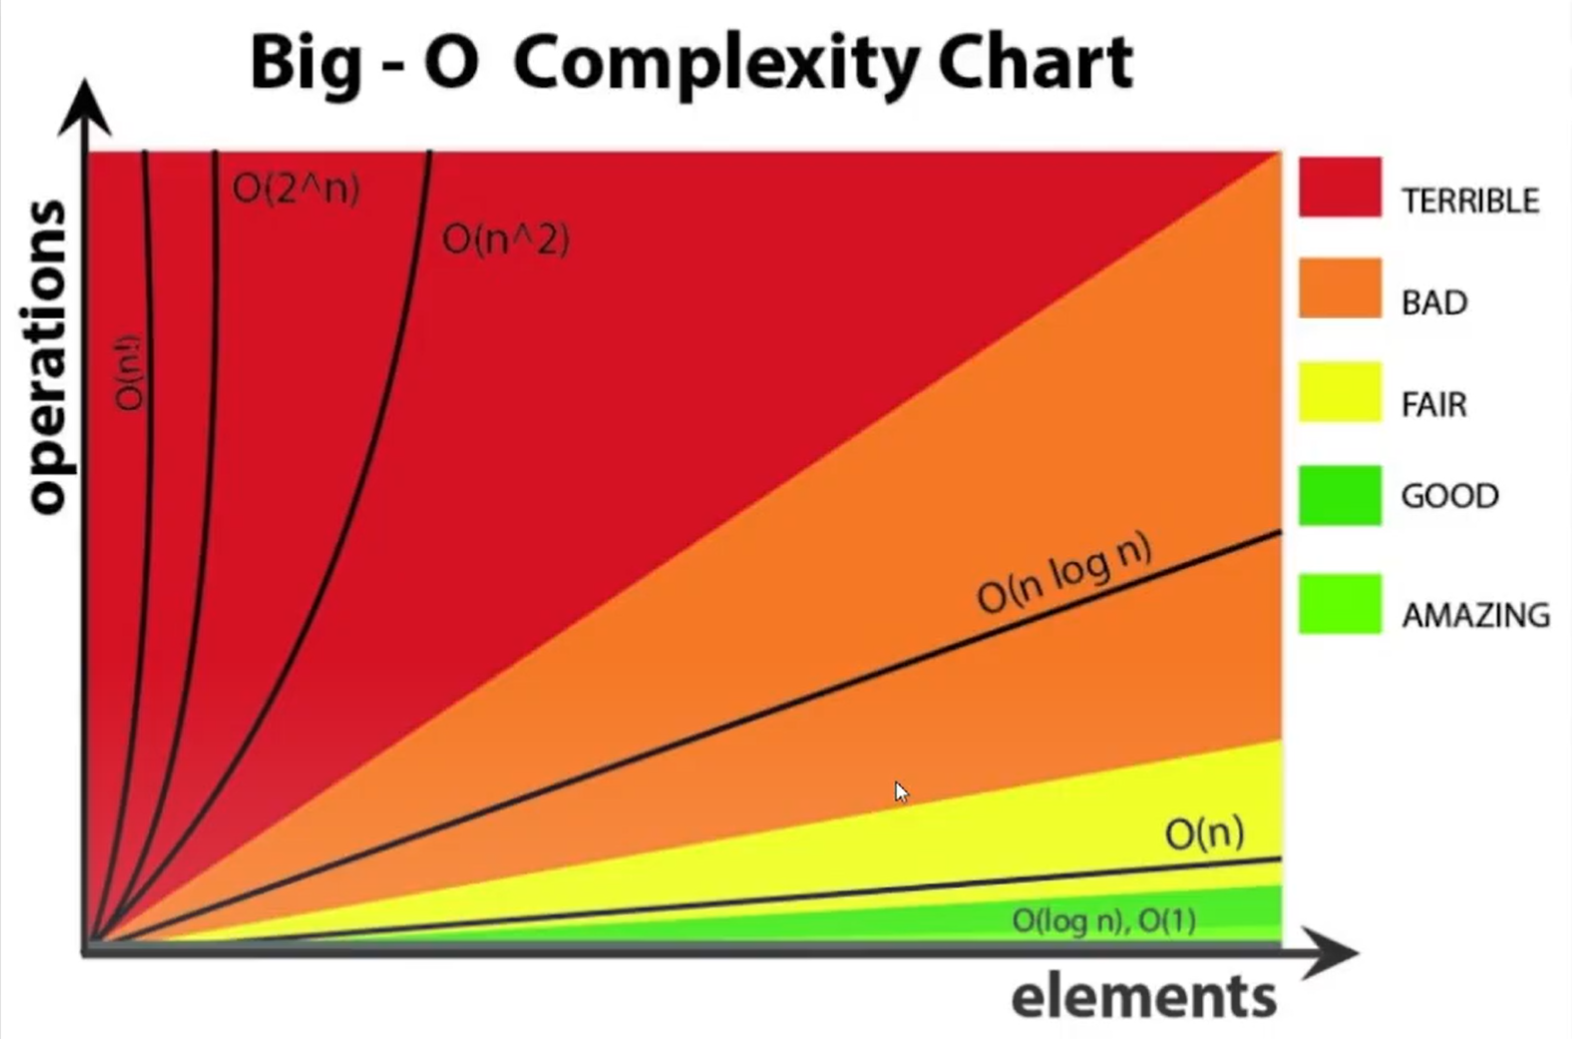 Big - O Complexity Chart
operations
O(n!)
O(2^n)
O(n^2)
O(n log n)
O(n)
O(log n), O(1)
elements
TERRIBLE
BAD
FAIR
GOOD
AMAZING